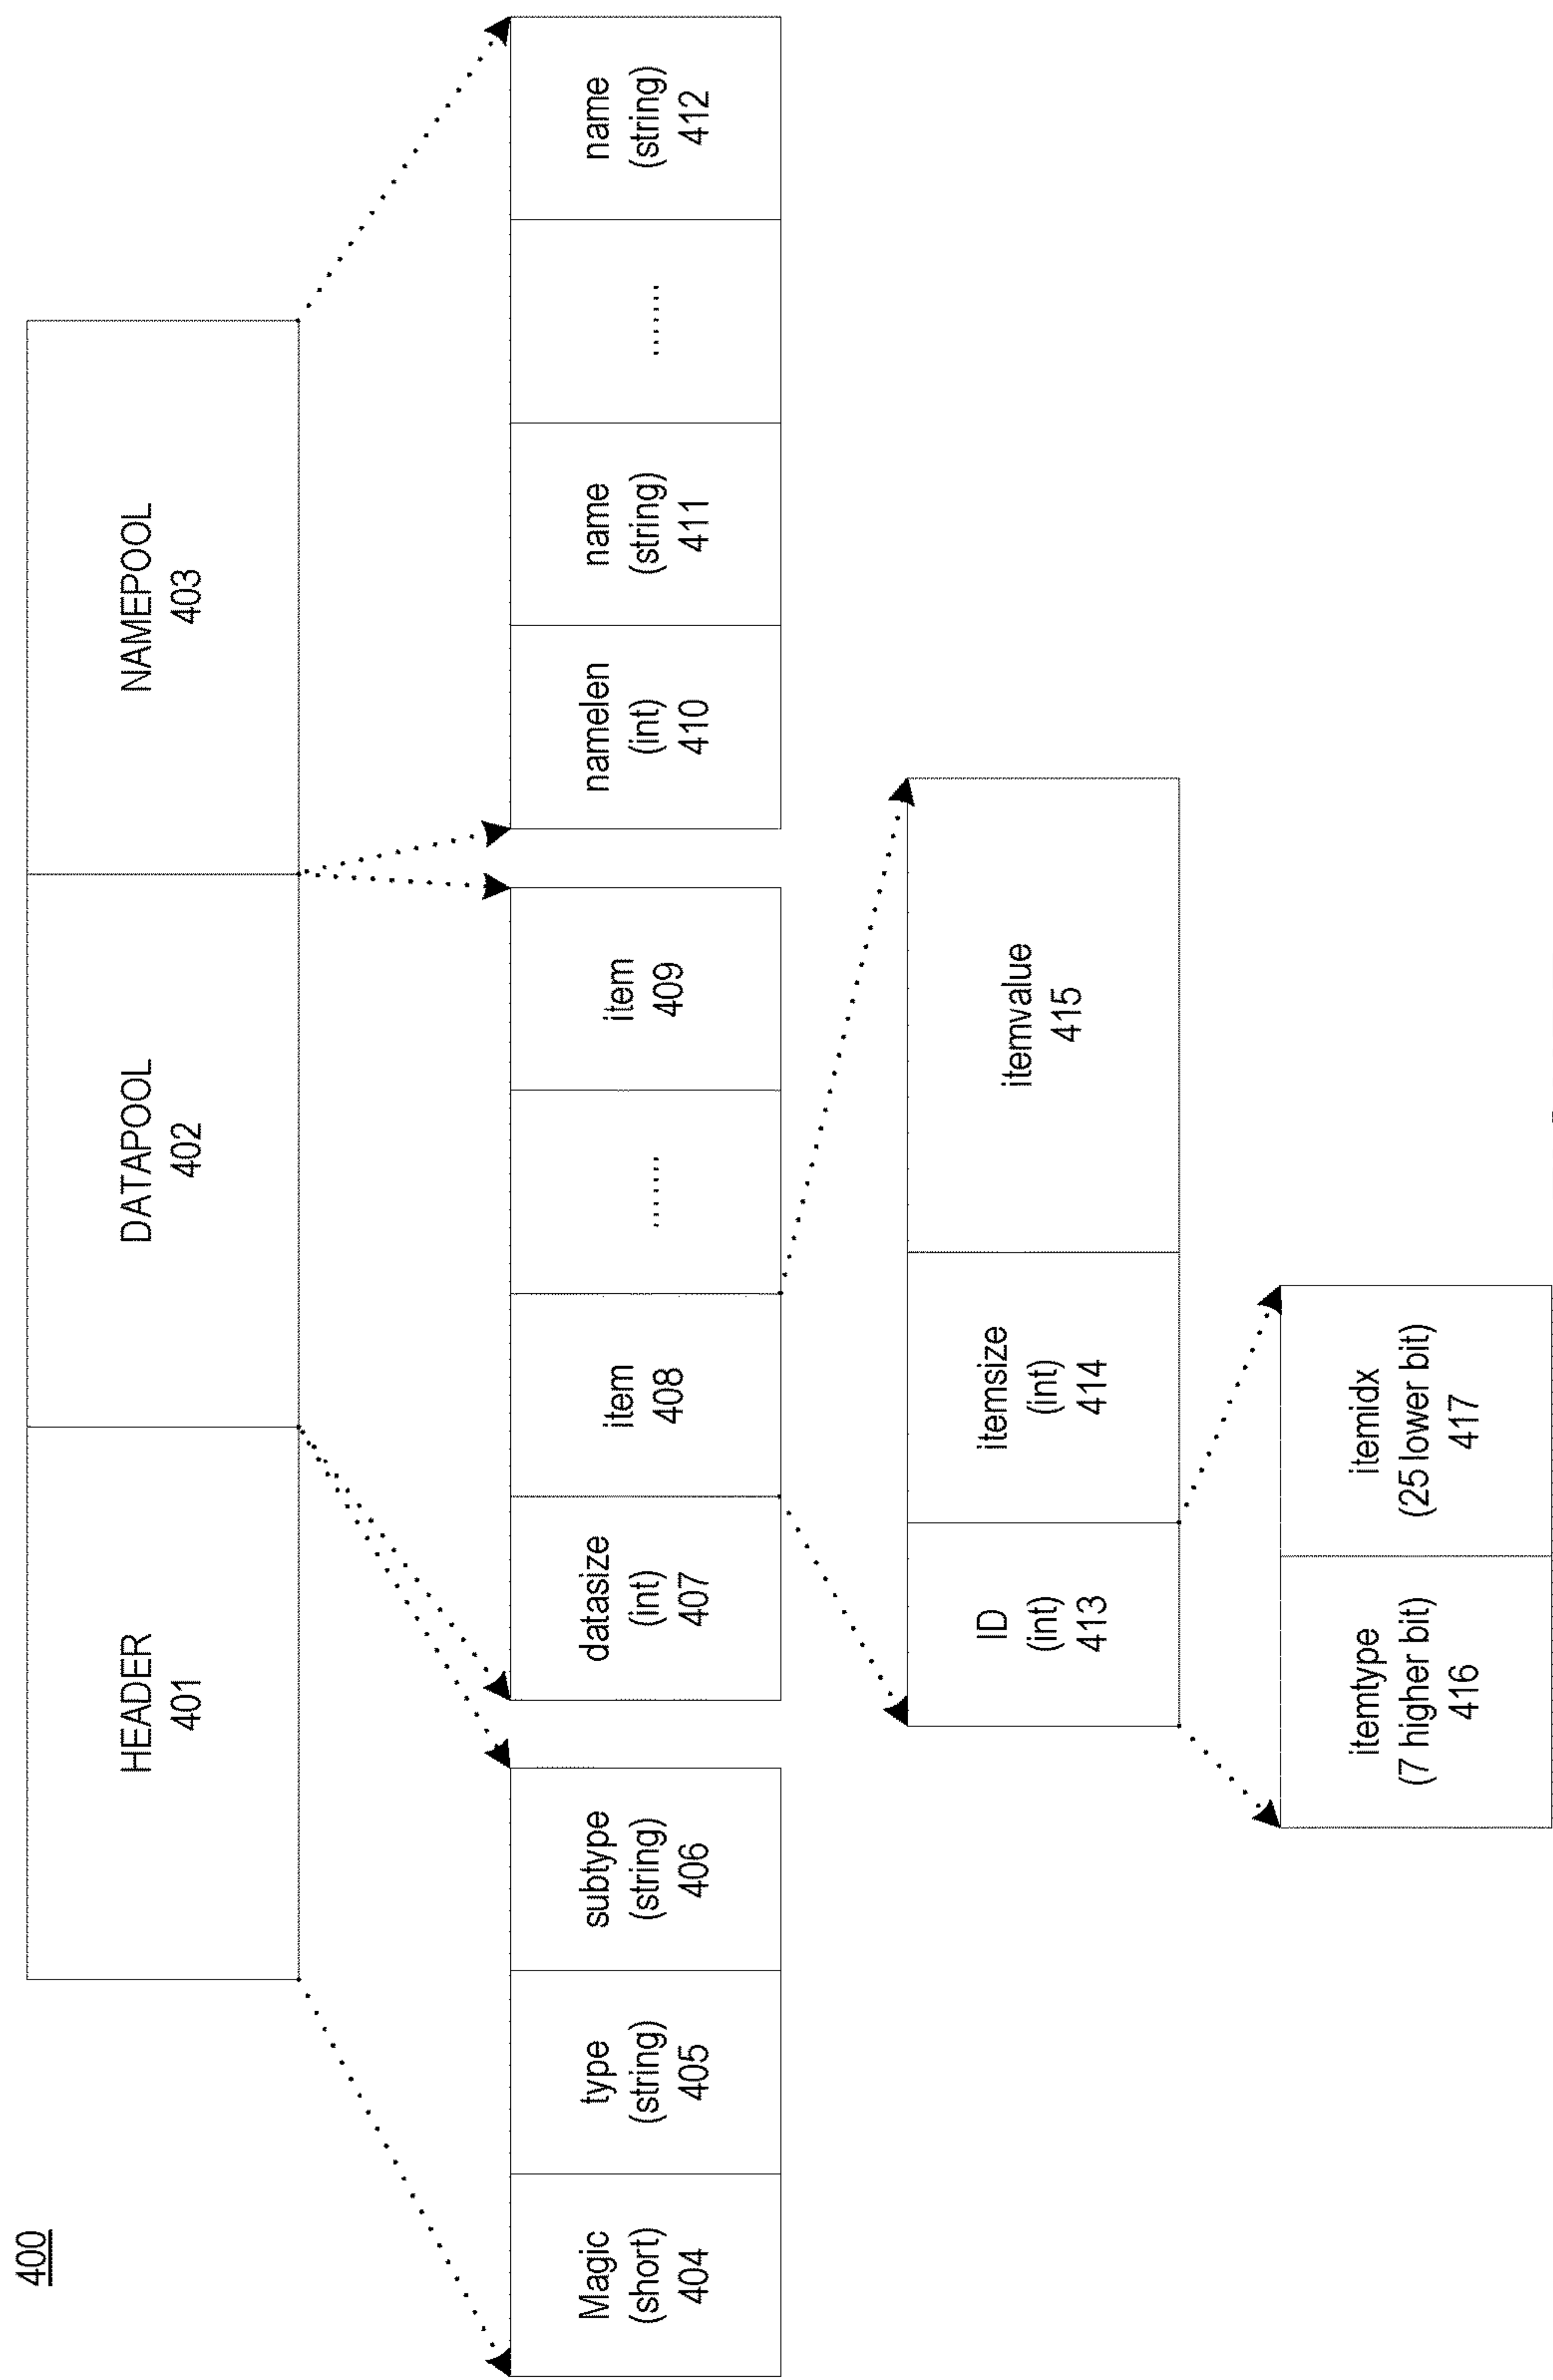 400
HEADER
401
DATAPOOL
402
NAMEPOOL
403
Magic
(short)
404
type
(string)
405
subtype
(string)
406
datasize
(int)
407
item
408
.......
item
409
namelen
(int)
410
name
(string)
411
.......
name
(string)
412
ID
(int)
413
itemsize
(int)
414
itemvalue
415
itemtype
(7 higher bit)
416
itemidx
(25 lower bit)
417